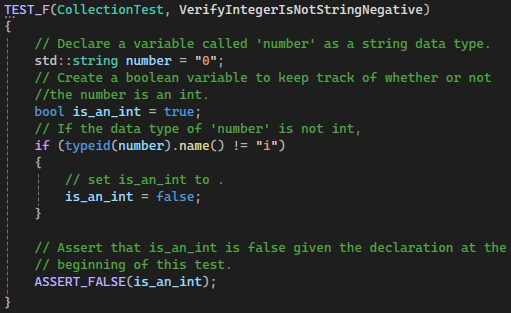 TEST_F(CollectionTest, VerifyIntegerIsNotStringNegative)
{
    // Declare a variable called 'number' as a string data type.
    std::string number = "0";
    // Create a boolean variable to keep track of whether or not
    //the number is an int.
    bool is_an_int = true;
    // If the data type of 'number' is not int,
    if (typeid(number).name() != "i")
    {
        // set is_an_int to .
        is_an_int = false;
    }

    // Assert that is_an_int is false given the declaration at the
    // beginning of this test.
    ASSERT_FALSE(is_an_int);
}